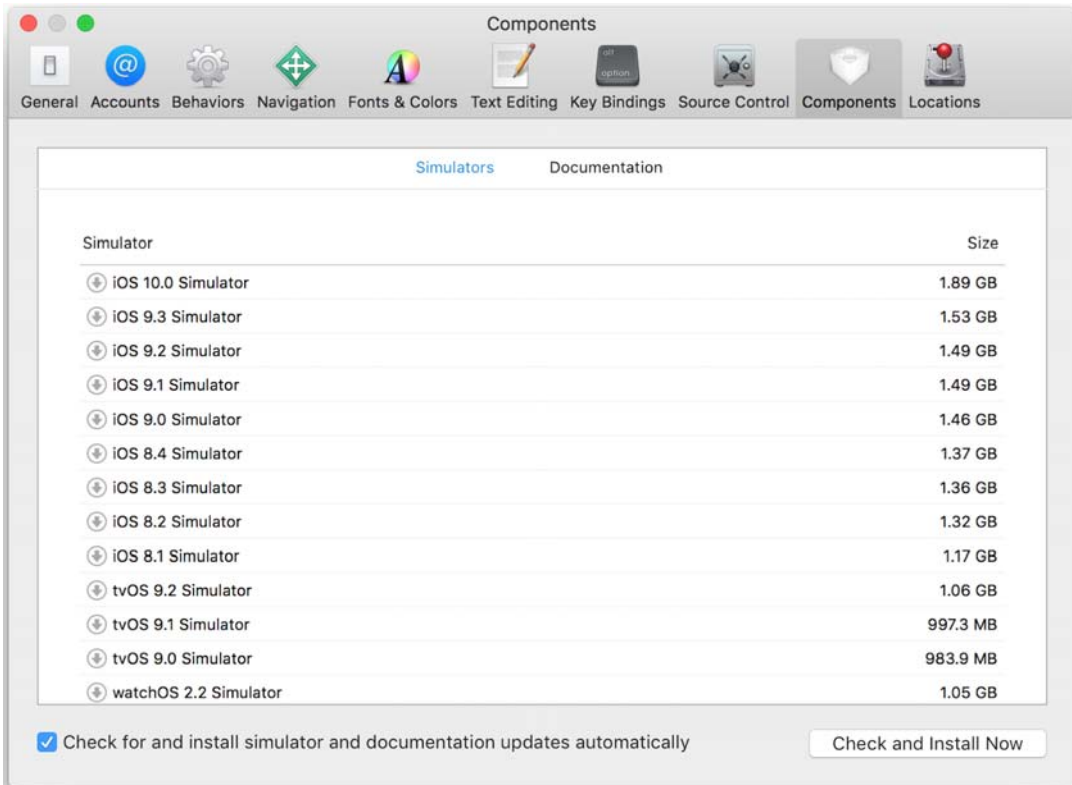 Components
alt
option
General Accounts Behaviors Navigation Fonts & Colors Text Editing Key Bindings Source Control Components Locations
Simulators Documentation
Simulator Size
iOS 10.0 Simulator 1.89 GB
iOS 9.3 Simulator 1.53 GB
iOS 9.2 Simulator 1.49 GB
iOS 9.1 Simulator 1.49 GB
iOS 9.0 Simulator 1.46 GB
iOS 8.4 Simulator 1.37 GB
iOS 8.3 Simulator 1.36 GB
iOS 8.2 Simulator 1.32 GB
iOS 8.1 Simulator 1.17 GB
tvOS 9.2 Simulator 1.06 GB
tvOS 9.1 Simulator 997.3 MB
tvOS 9.0 Simulator 983.9 MB
watchOS 2.2 Simulator 1.05 GB
Check for and install simulator and documentation updates automatically Check and Install Now